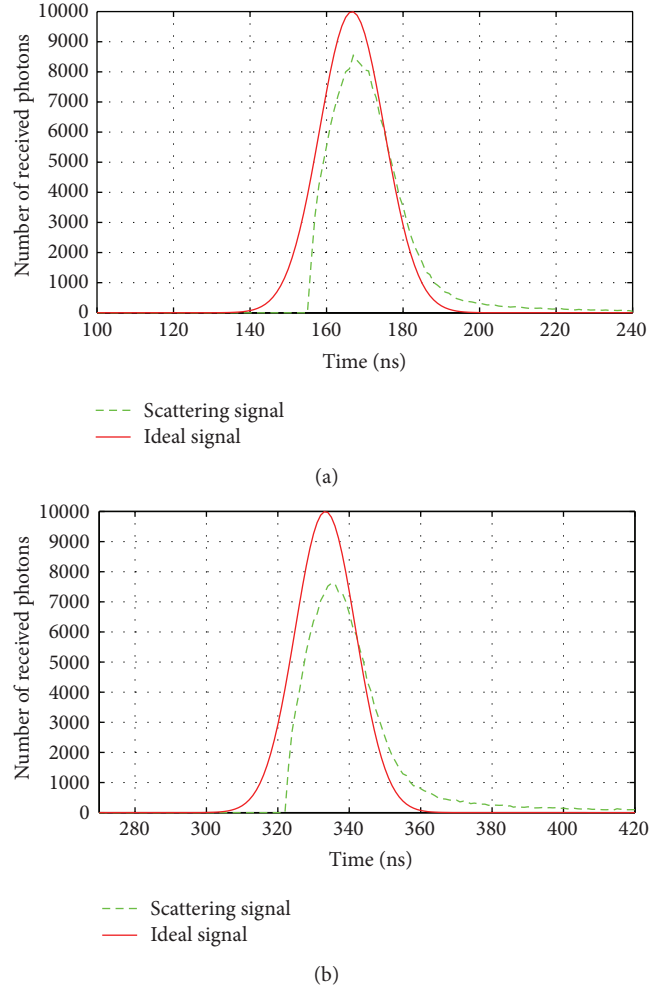 Number of received photons
10000
9000
8000
7000
6000
5000
4000
3000
2000
1000
0
100 120 140 160 180 200 220 240
Time (ns)
Scattering signal
Ideal signal
(a)
Number of received photons
10000
9000
8000
7000
6000
5000
4000
3000
2000
1000
0
280 300 320 340 360 380 400 420
Time (ns)
Scattering signal
Ideal signal
(b)